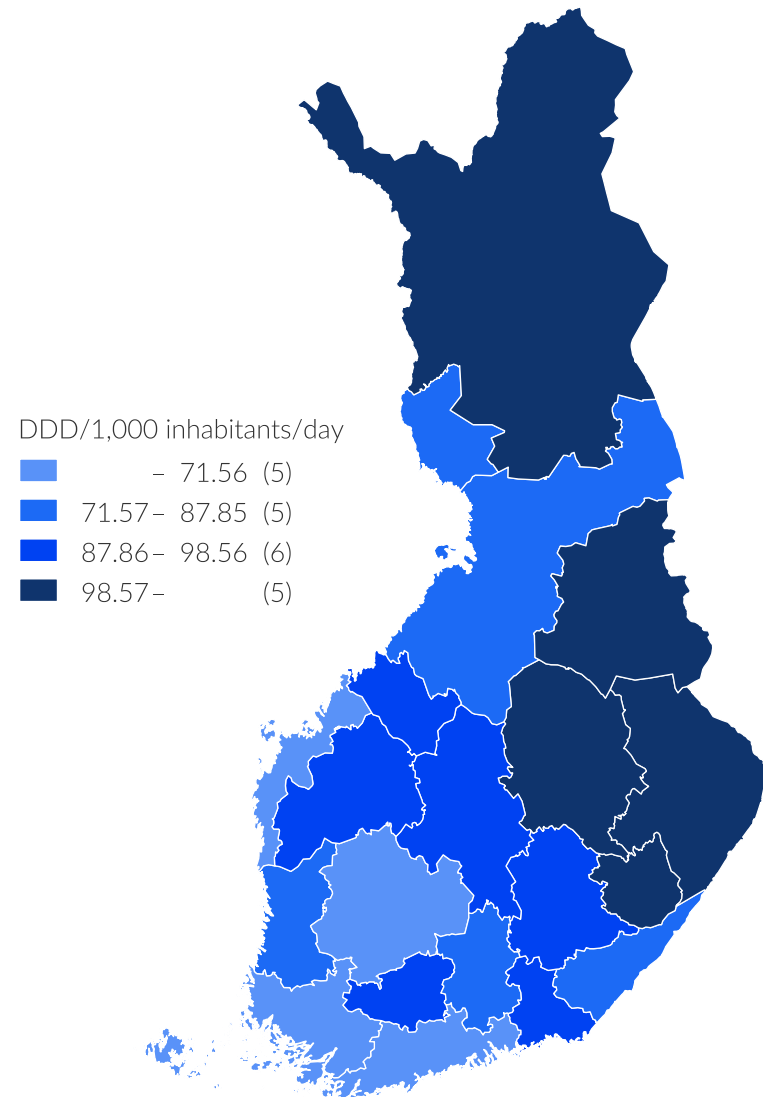 DDD/1,000 inhabitants/day
– 71.56 (5)
71.57– 87.85 (5)
87.86– 98.56 (6)
98.57– (5)